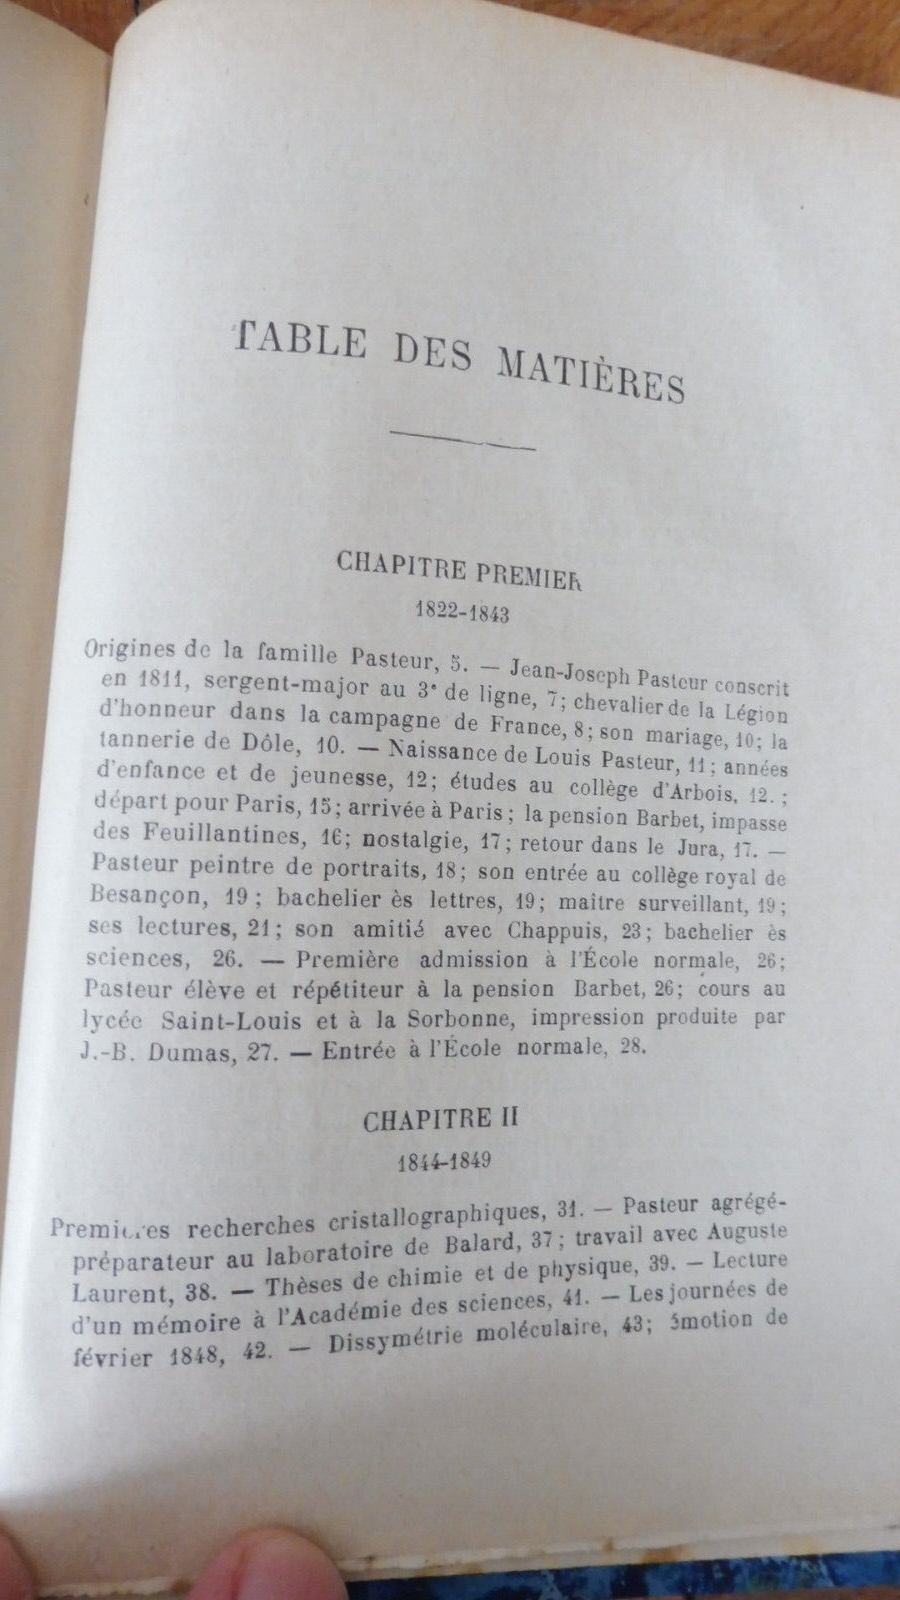 TABLE DES MATIÈRES
CHAPITRE PREMIER
1822-1843
Origines de la famille Pasteur, 5. — Jean-Joseph Pasteur conscrit
en 1811, sergent-major au 3e de ligne, 7; chevalier de la Légion
d'honneur dans la campagne de France, 8; son mariage, 10; la
tannerie de Dôle, 10. — Naissance de Louis Pasteur, 11; années
d'enfance et de jeunesse, 12; études au collège d'Arbois, 12.;
départ pour Paris, 15; arrivée à Paris; la pension Barbet, impasse
des Feuillantines, 16; nostalgie, 17; retour dans le Jura, 17. —
Pasteur peintre de portraits, 18; son entrée au collège royal de
Besançon, 19; bachelier ès lettres, 19; maître surveillant, 19;
ses lectures, 21; son amitié avec Chappuis, 23; bachelier ès
sciences, 26. — Première admission à l'École normale, 26;
Pasteur élève et répétiteur à la pension Barbet, 26; cours au
lycée Saint-Louis et à la Sorbonne, impression produite par
J.-B. Dumas, 27. — Entrée à l'École normale, 28.
CHAPITRE II
1844-1849
Premières recherches cristallographiques, 31. — Pasteur agrégé-
préparateur au laboratoire de Balard, 37; travail avec Auguste
Laurent, 38. — Thèses de chimie et de physique, 39. — Lecture
d'un mémoire à l'Académie des sciences, 41. — Les journées de
février 1848, 42. — Dissymétrie moléculaire, 43; émotion de